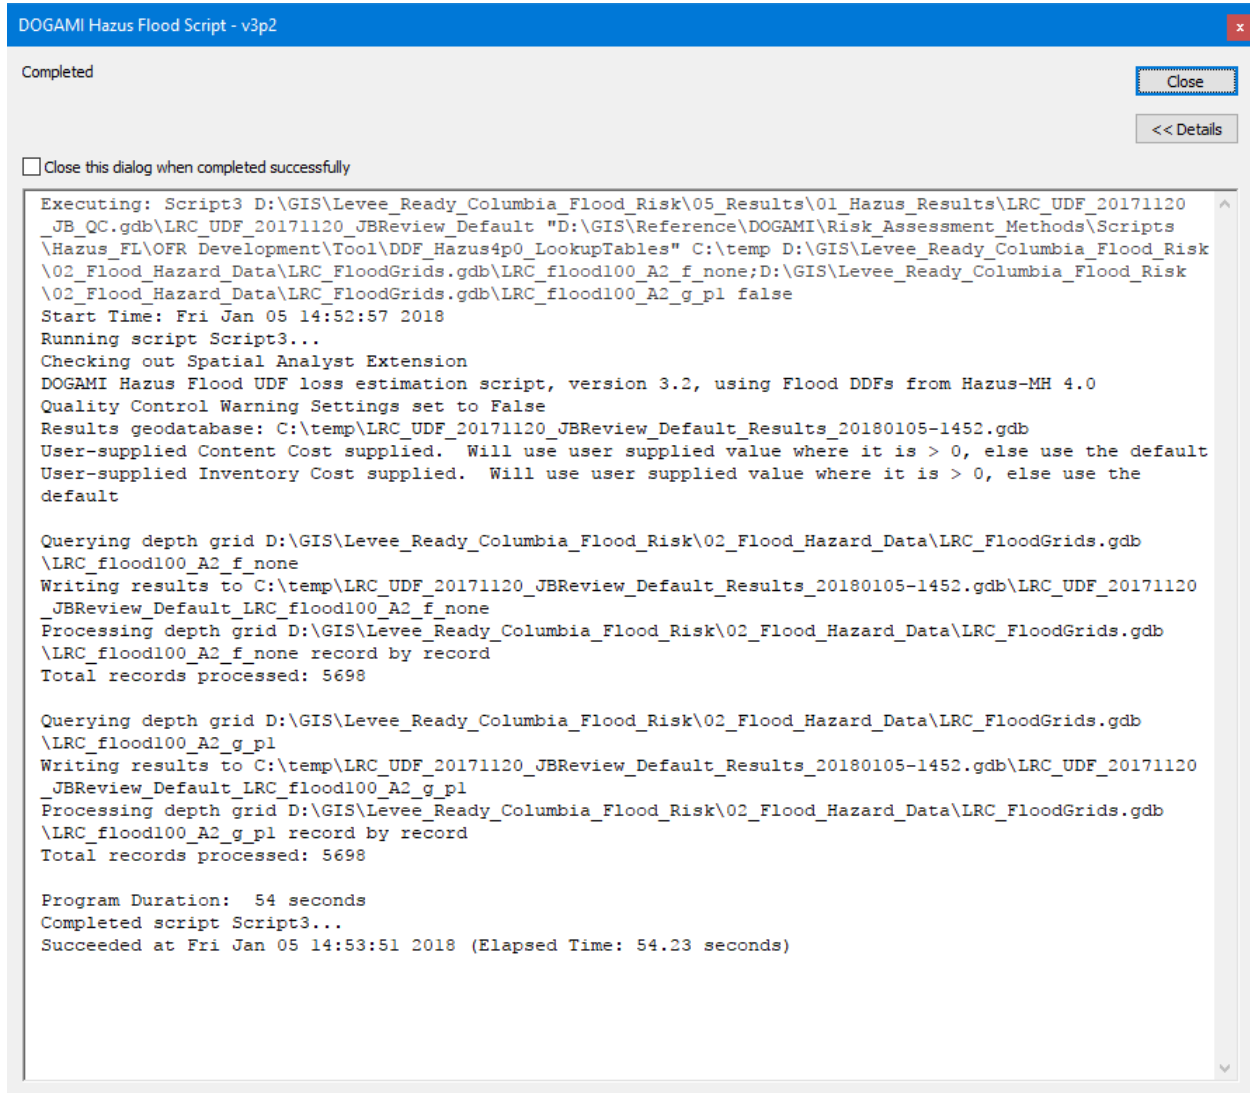 DOGAMI Hazus Flood Script - v3p2
x
Completed
Close
<< Details
Close this dialog when completed successfully
Executing: Script3 D:\GIS\Levee_Ready_Columbia_Flood_Risk\05_Results\01_Hazus_Results\LRC_UDF_20171120
_JB_QC.gdb\LRC_UDF_20171120_JBReview_Default "D:\GIS\Reference\DOGAMI\Risk_Assessment_Methods\Scripts
\Hazus_FL\OFR Development\Tool\DDF_Hazus4p0_LookupTables" C:\temp D:\GIS\Levee_Ready_Columbia_Flood_Risk
\02_Flood_Hazard_Data\LRC_FloodGrids.gdb\LRC_flood100_A2_f_none;D:\GIS\Levee_Ready_Columbia_Flood_Risk
\02_Flood_Hazard_Data\LRC_FloodGrids.gdb\LRC_flood100_A2_g_p1 false
Start Time: Fri Jan 05 14:52:57 2018
Running script Script3...
Checking out Spatial Analyst Extension
DOGAMI Hazus Flood UDF loss estimation script, version 3.2, using Flood DDFs from Hazus-MH 4.0
Quality Control Warning Settings set to False
Results geodatabase: C:\temp\LRC_UDF_20171120_JBReview_Default_Results_20180105-1452.gdb
User-supplied Content Cost supplied.  Will use user supplied value where it is > 0, else use the default
User-supplied Inventory Cost supplied.  Will use user supplied value where it is > 0, else use the
default
Querying depth grid D:\GIS\Levee_Ready_Columbia_Flood_Risk\02_Flood_Hazard_Data\LRC_FloodGrids.gdb
\LRC_flood100_A2_f_none
Writing results to C:\temp\LRC_UDF_20171120_JBReview_Default_Results_20180105-1452.gdb\LRC_UDF_20171120
_JBReview_Default_LRC_flood100_A2_f_none
Processing depth grid D:\GIS\Levee_Ready_Columbia_Flood_Risk\02_Flood_Hazard_Data\LRC_FloodGrids.gdb
\LRC_flood100_A2_f_none record by record
Total records processed: 5698
Querying depth grid D:\GIS\Levee_Ready_Columbia_Flood_Risk\02_Flood_Hazard_Data\LRC_FloodGrids.gdb
\LRC_flood100_A2_g_p1
Writing results to C:\temp\LRC_UDF_20171120_JBReview_Default_Results_20180105-1452.gdb\LRC_UDF_20171120
_JBReview_Default_LRC_flood100_A2_g_p1
Processing depth grid D:\GIS\Levee_Ready_Columbia_Flood_Risk\02_Flood_Hazard_Data\LRC_FloodGrids.gdb
\LRC_flood100_A2_g_p1 record by record
Total records processed: 5698
Program Duration:  54 seconds
Completed script Script3...
Succeeded at Fri Jan 05 14:53:51 2018 (Elapsed Time: 54.23 seconds)